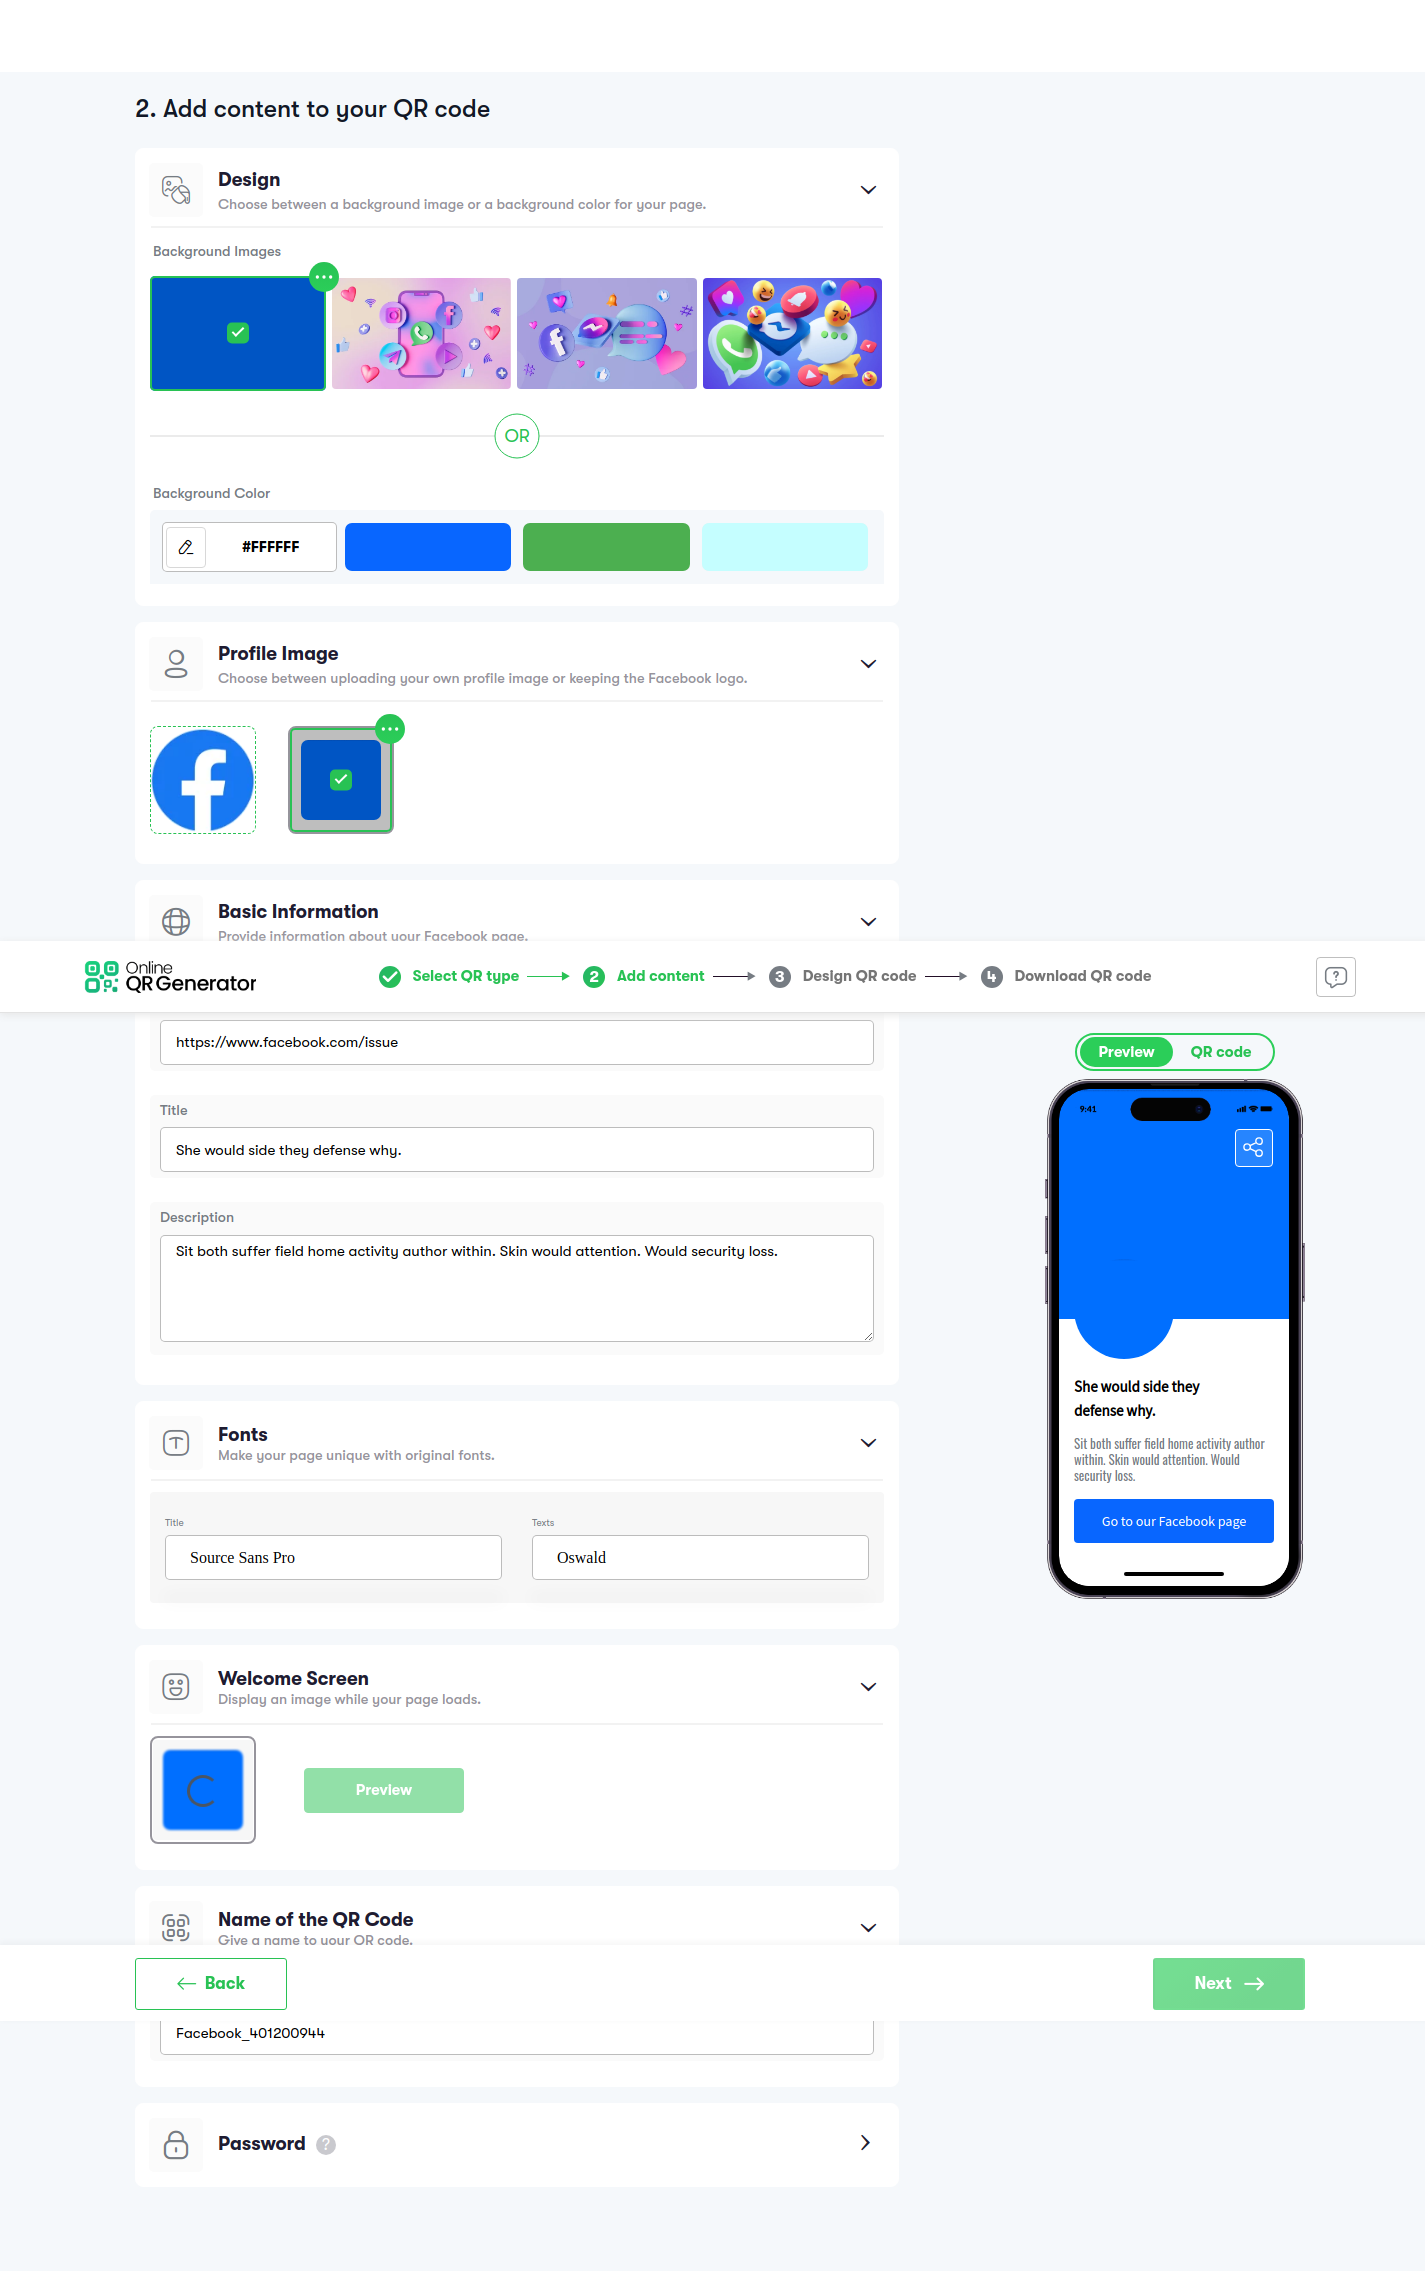 2. Add content to your QR code
Design
Choose between a background image or a background color for your page.
Background Images
OR
Background Color
#FFFFFF
Profile Image
Choose between uploading your own profile image or keeping the Facebook logo.
Basic Information
Provide information about your Facebook page.
Online
QR Generator
Select QR type
2 Add content
3 Design QR code
4 Download QR code
https://www.facebook.com/issue
Title
She would side they defense why.
Description
Sit both suffer field home activity author within. Skin would attention. Would security loss.
Preview
QR code
9:41
She would side they
defense why.
Sit both suffer field home activity author
within. Skin would attention. Would
security loss.
Go to our Facebook page
Fonts
Make your page unique with original fonts.
Title
Texts
Source Sans Pro
Oswald
Welcome Screen
Display an image while your page loads.
Preview
Name of the QR Code
Give a name to your QR code.
Back
Next
Facebook_401200944
Password ?